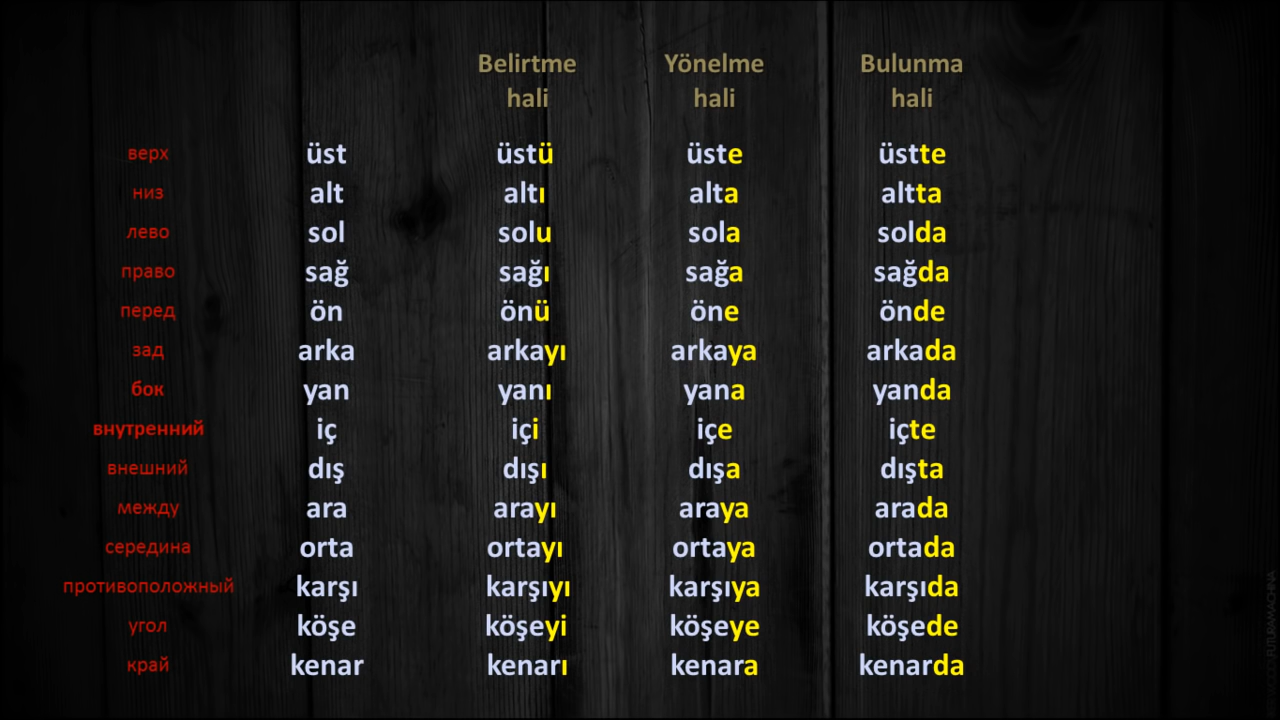 Belirtme hali Yönelme hali Bulunma hali
верх üst üstü üste üstte
низ alt altı alta altta
лево sol solu sola solda
право sağ sağı sağa sağda
перед ön önü öne önde
зад arka arkayı arkaya arkada
бок yan yanı yana yanda
внутренний iç içi içe içte
внешний dış dışı dışa dışta
между ara arayı araya arada
середина orta ortayı ortaya ortada
противоположный karşı karşıyı karşıya karşıda
угол köşe köşeyi köşeye köşede
край kenar kenarı kenara kenarda